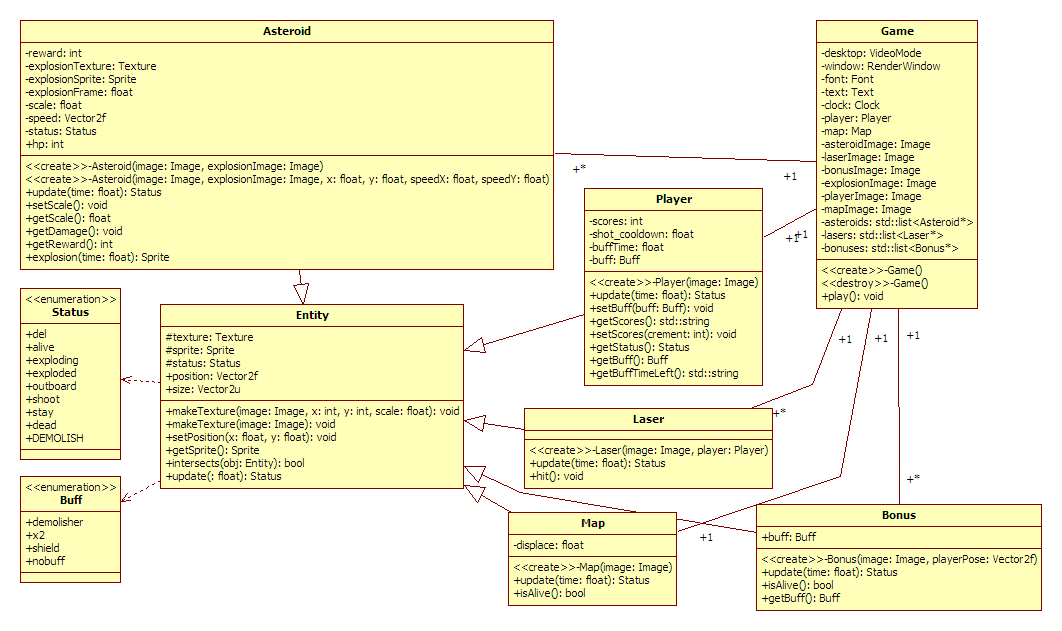 Asteroid
-reward: int
-explosionTexture: Texture
-explosionSprite: Sprite
-explosionFrame: float
-scale: float
-speed: Vector2f
-status: Status
+hp: int
<<create>>-Asteroid(image: Image, explosionImage: Image)
<<create>>-Asteroid(image: Image, explosionImage: Image, x: float, y: float, speedX: float, speedY: float)
+update(time: float): Status
+setScale(): void
+getScale(): float
+getDamage(): void
+getReward(): int
+explosion(time: float): Sprite
Game
-desktop: VideoMode
-window: RenderWindow
-font: Font
-text: Text
-clock: Clock
-player: Player
-map: Map
-asteroidImage: Image
-laserImage: Image
-bonusImage: Image
-explosionImage: Image
-playerImage: Image
-mapImage: Image
-asteroids: std::list<Asteroid*>
-lasers: std::list<Laser*>
-bonuses: std::list<Bonus*>
<<create>>-Game()
<<destroy>>-Game()
+play(): void
+*
+1
Player
-scores: int
-shot_cooldown: float
-buffTime: float
-buff: Buff
<<create>>-Player(image: Image)
+update(time: float): Status
+setBuff(buff: Buff): void
+getScores(): std::string
+setScores(crement: int): void
+getStatus(): Status
+getBuff(): Buff
+getBuffTimeLeft(): std::string
+1
+1
<<enumeration>>
Status
+del
+alive
+exploding
+exploded
+outboard
+shoot
+stay
+dead
+DEMOLISH
Entity
#texture: Texture
#sprite: Sprite
#status: Status
+position: Vector2f
+size: Vector2u
+makeTexture(image: Image, x: int, y: int, scale: float): void
+makeTexture(image: Image): void
+setPosition(x: float, y: float): void
+getSprite(): Sprite
+intersects(obj: Entity): bool
+update(: float): Status
+1
+1
+1
Laser
<<create>>-Laser(image: Image, player: Player)
+update(time: float): Status
+hit(): void
+*
<<enumeration>>
Buff
+demolisher
+x2
+shield
+nobuff
Map
-displace: float
<<create>>-Map(image: Image)
+update(time: float): Status
+isAlive(): bool
+1
+*
Bonus
+buff: Buff
<<create>>-Bonus(image: Image, playerPose: Vector2f)
+update(time: float): Status
+isAlive(): bool
+getBuff(): Buff